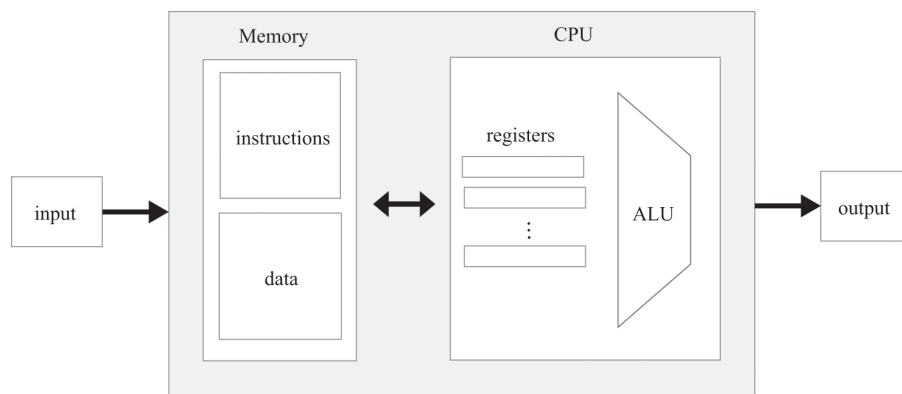 Memory
CPU
instructions
registers
input
data
ALU
output